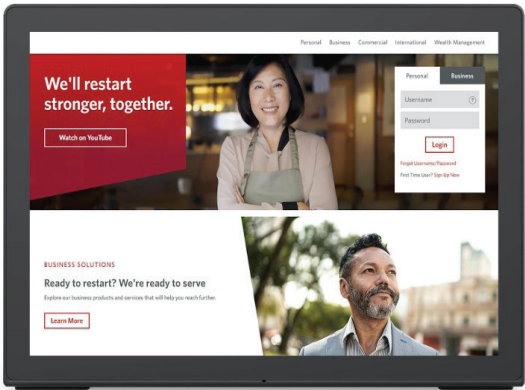 Personal Business Commercial International Wealth Management
We'll restart
stronger, together.
Watch on YouTube
Personal Business
Username ?
Password
Login
Forgot Username/Password
First Time User? Sign Up Now
BUSINESS SOLUTIONS
Ready to restart? We're ready to serve
Explore our business products and services that will help you reach further.
Learn More